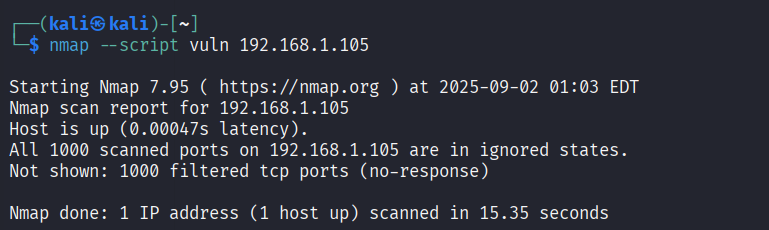 ┌──(kali㉿kali)-[~]
└─$ nmap --script vuln 192.168.1.105
Starting Nmap 7.95 ( https://nmap.org ) at 2025-09-02 01:03 EDT
Nmap scan report for 192.168.1.105
Host is up (0.00047s latency).
All 1000 scanned ports on 192.168.1.105 are in ignored states.
Not shown: 1000 filtered tcp ports (no-response)
Nmap done: 1 IP address (1 host up) scanned in 15.35 seconds